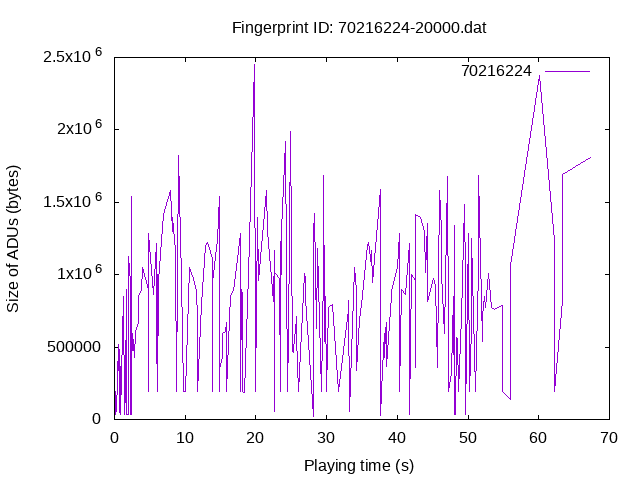 Fingerprint ID: 70216224-20000.dat
2.5x10 6
70216224
2x10 6
1.5x10 6
1x10 6
500000
0
0 10 20 30 40 50 60 70
Size of ADUs (bytes)
Playing time (s)